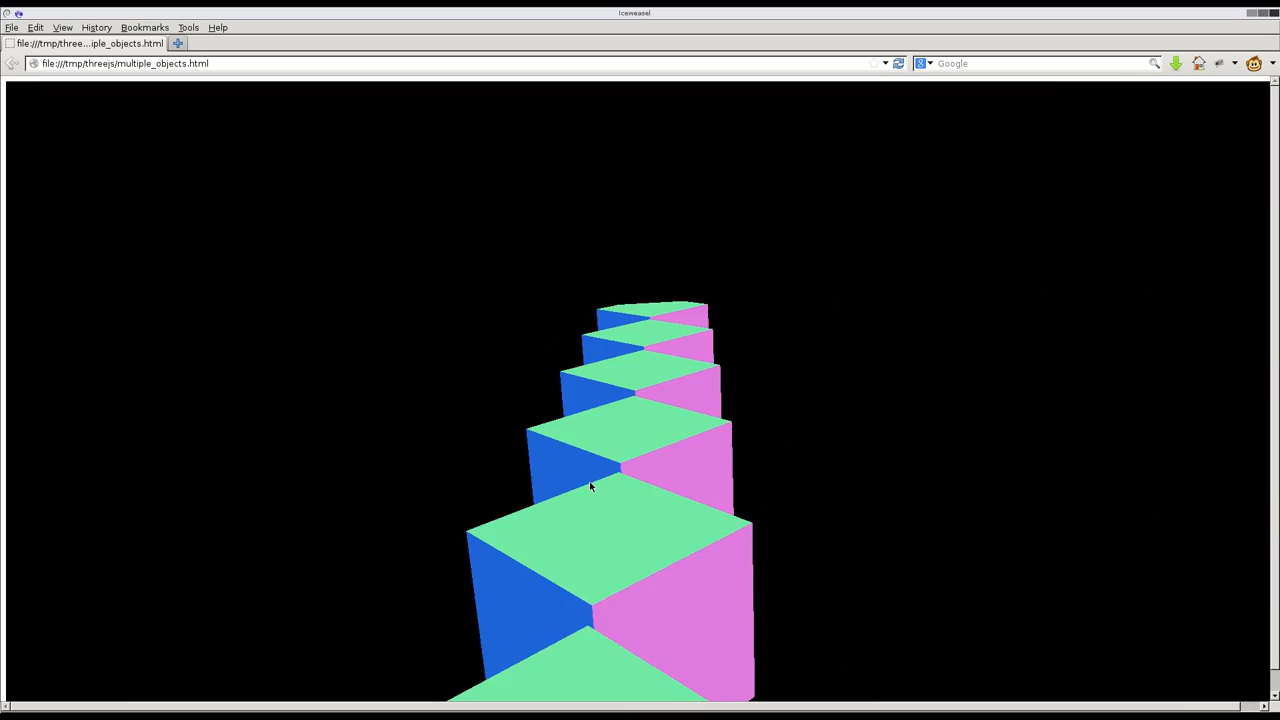 Iceweasel
File Edit View History Bookmarks Tools Help
file:///tmp/three...iple_objects.html
file:///tmp/threejs/multiple_objects.html
Google